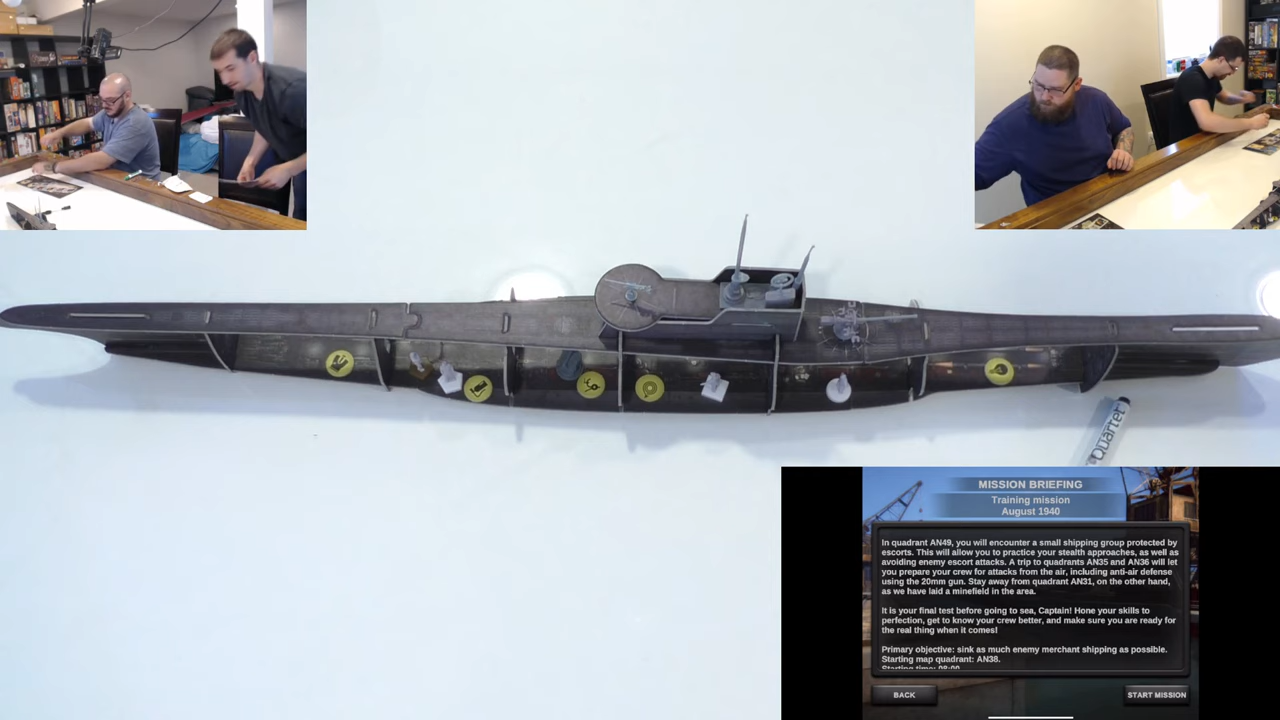 Quarter
MISSION BRIEFING
Training mission
August 1940
In quadrant AN49, you will encounter a small shipping group protected by
escorts. This will allow you to practice your stealth approaches, as well as
avoiding enemy escort attacks. A trip to quadrants AN35 and AN36 will let
you prepare your crew for attacks from the air, including anti-air defense
using the 20mm gun. Stay away from quadrant AN31, on the other hand,
as we have laid a minefield in the area.
It is your final test before going to sea, Captain! Hone your skills to
perfection, get to know your crew better, and make sure you are ready for
the real thing when it comes!
Primary objective: sink as much enemy merchant shipping as possible.
Starting map quadrant: AN38.
Starting time: 08:00
BACK
START MISSION